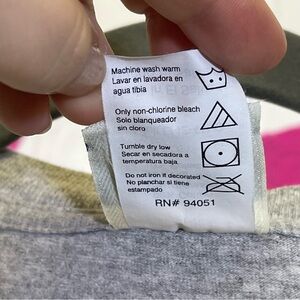 Machine wash warm
Lavar en lavadora en
agua tibia
Only non-chlorine bleach
Solo blanqueador
sin cloro
Tumble dry low
Secar en secadora a
temperatura baja
Do not iron if decorated
No planchar si tiene
estampado
RN# 94051